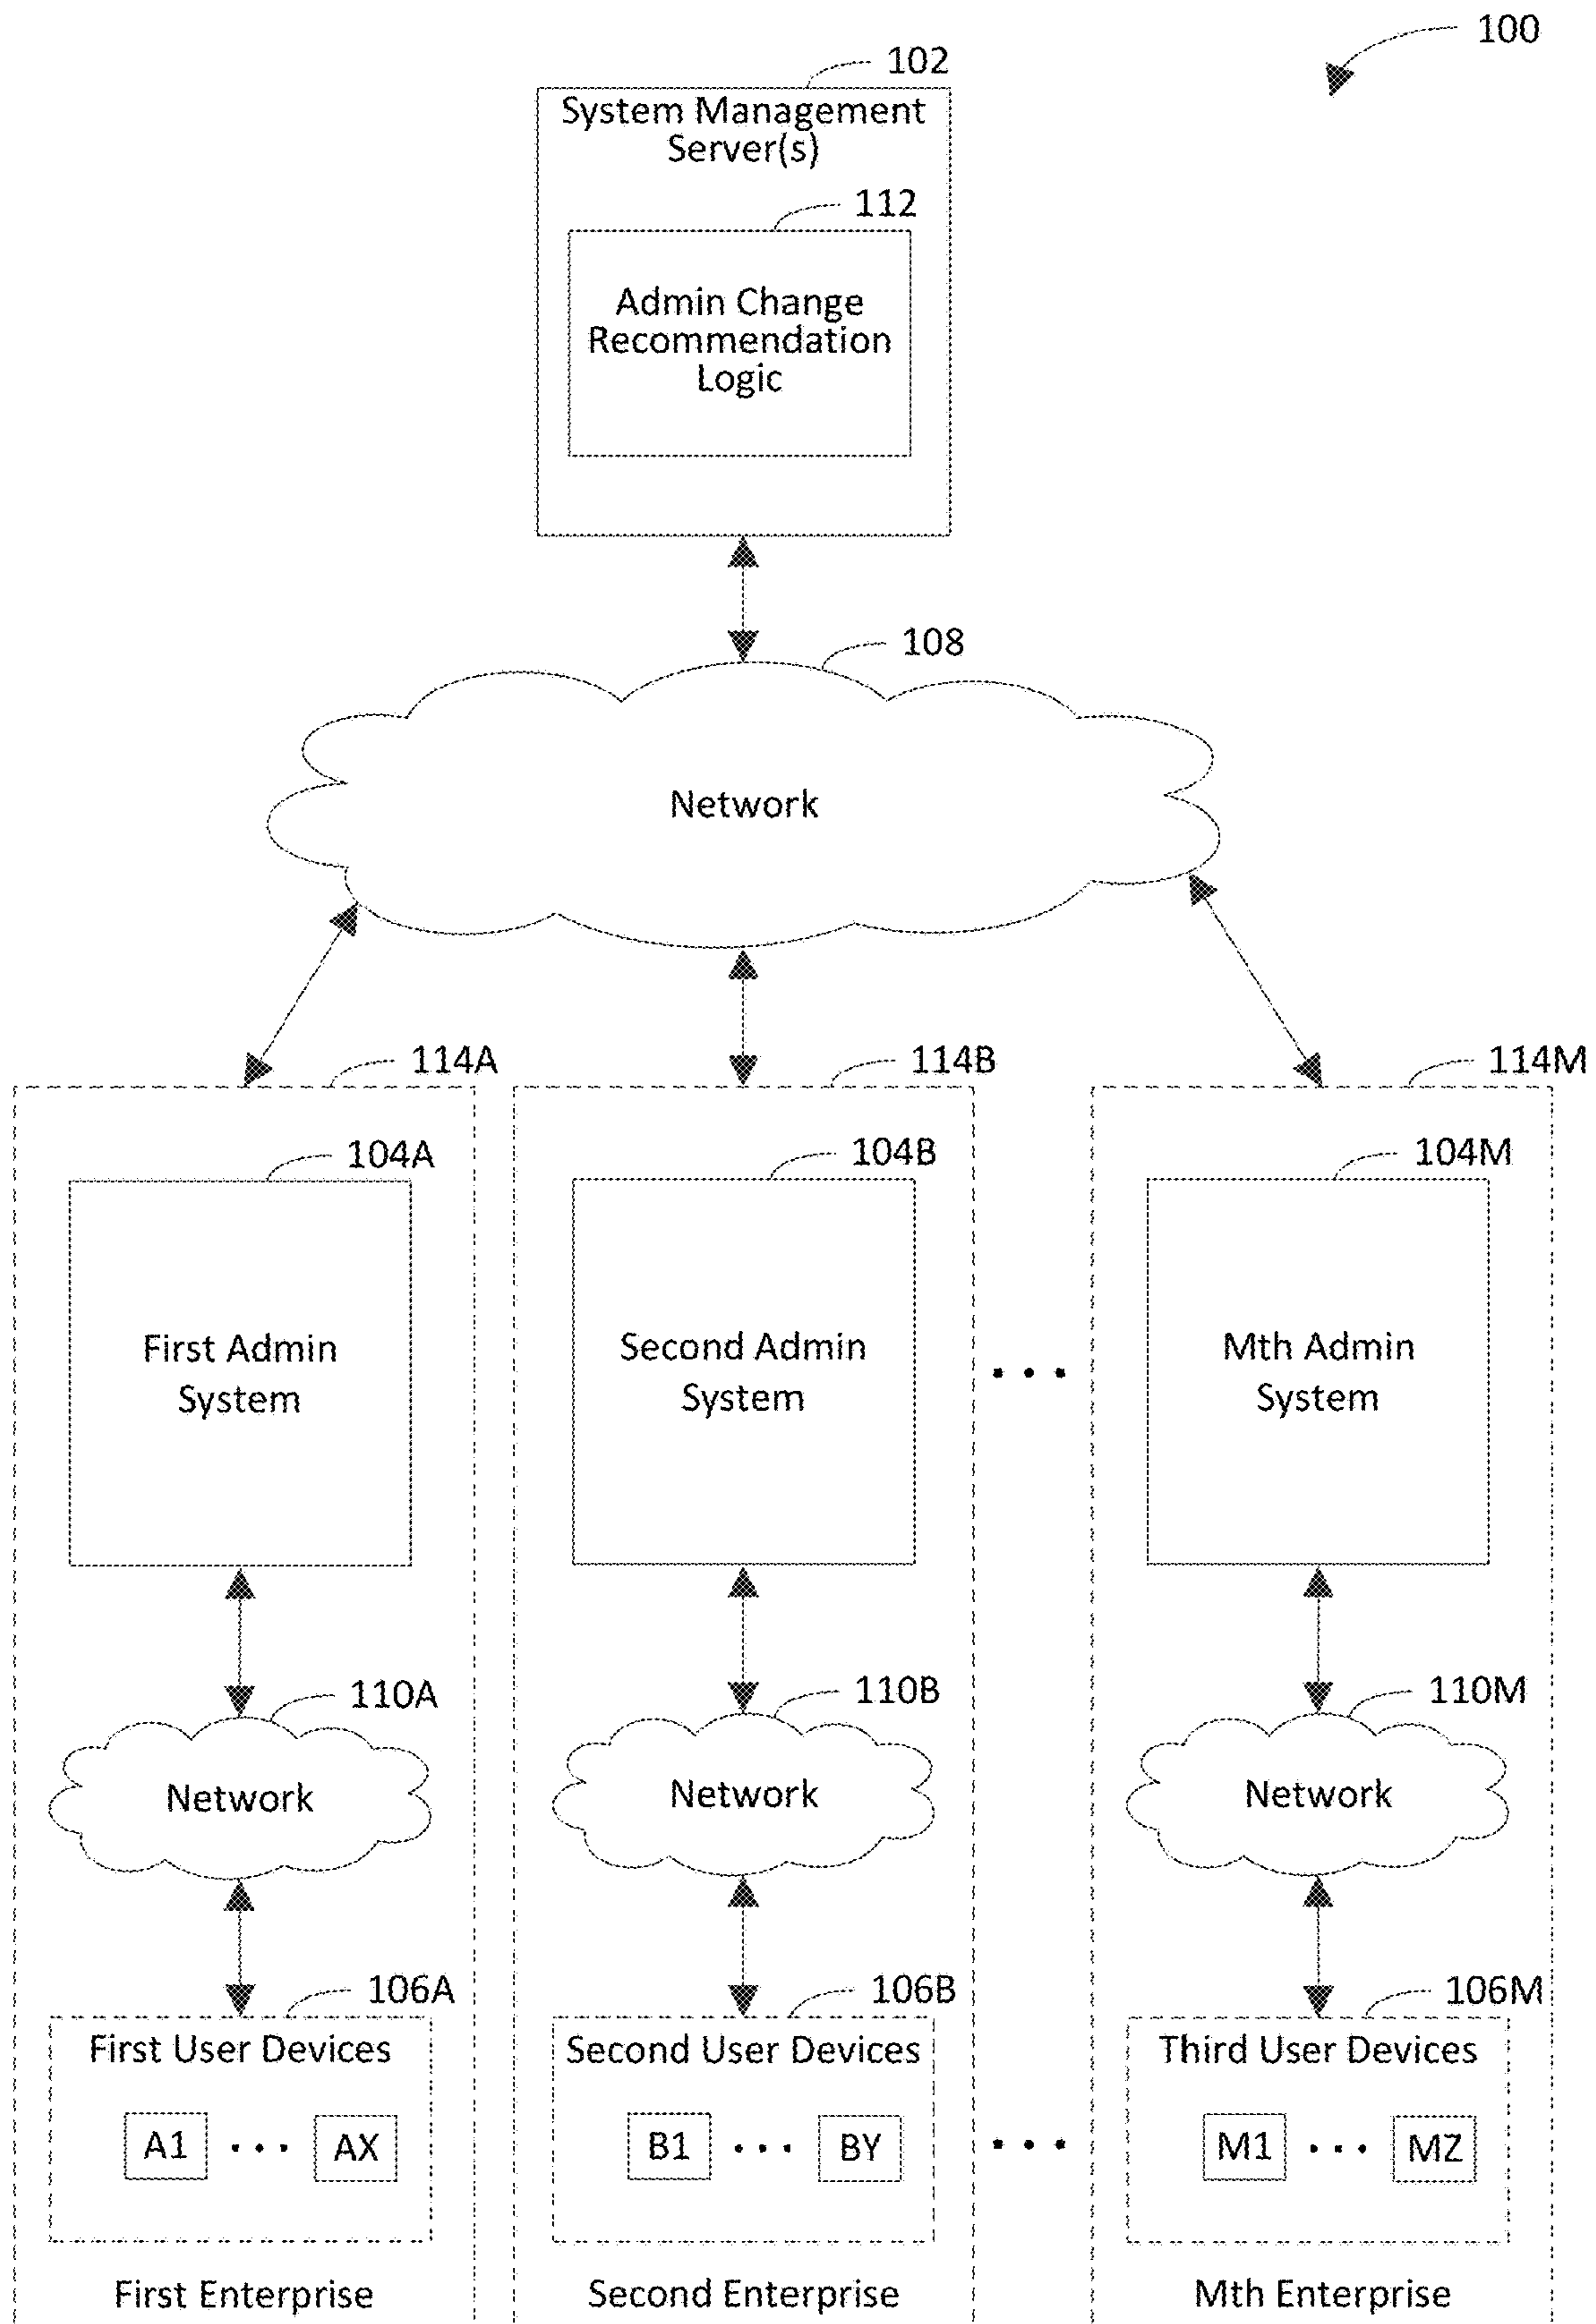 100
102
System Management
Server(s)
112
Admin Change
Recommendation
Logic
108
Network
114A
114B
114M
104A
104B
104M
First Admin
System
Second Admin
System
• • •
Mth Admin
System
110A
110B
110M
Network
Network
Network
106A
106B
106M
First User Devices
Second User Devices
Third User Devices
A1 • • • AX
B1 • • • BY
• • •
M1 • • • MZ
First Enterprise
Second Enterprise
Mth Enterprise